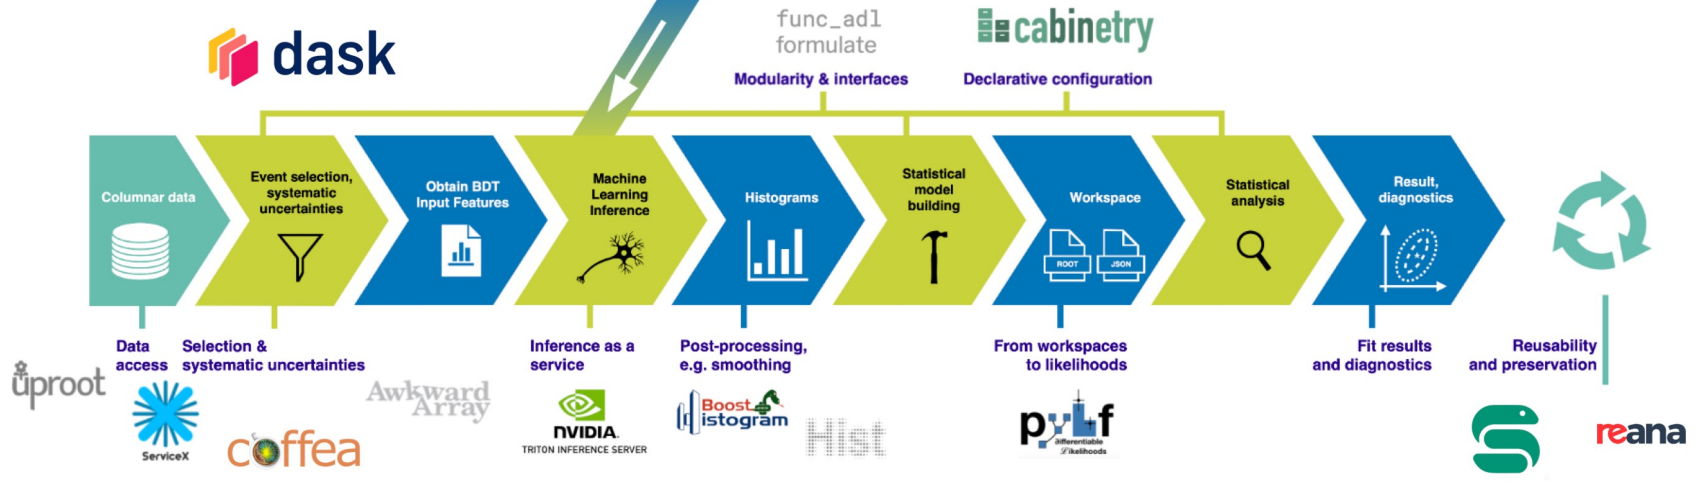 dask
func_adl
formulate
cabinetry
Modularity & interfaces
Declarative configuration
Columnar data
Event selection,
systematic
uncertainties
Obtain BDT
Input Features
Machine
Learning
Inference
Histograms
Statistical
model
building
Workspace
ROOT
JSON
Statistical
analysis
Result,
diagnostics
Data
access
Selection &
systematic uncertainties
Inference as a
service
Post-processing,
e.g. smoothing
From workspaces
to likelihoods
Fit results
and diagnostics
Reusability
and preservation
uproot
ServiceX
coffea
Awkward
Array
NVIDIA.
TRITON INFERENCE SERVER
Boost
Histogram
Hist
pyhf
differentiable
Likelihoods
reana